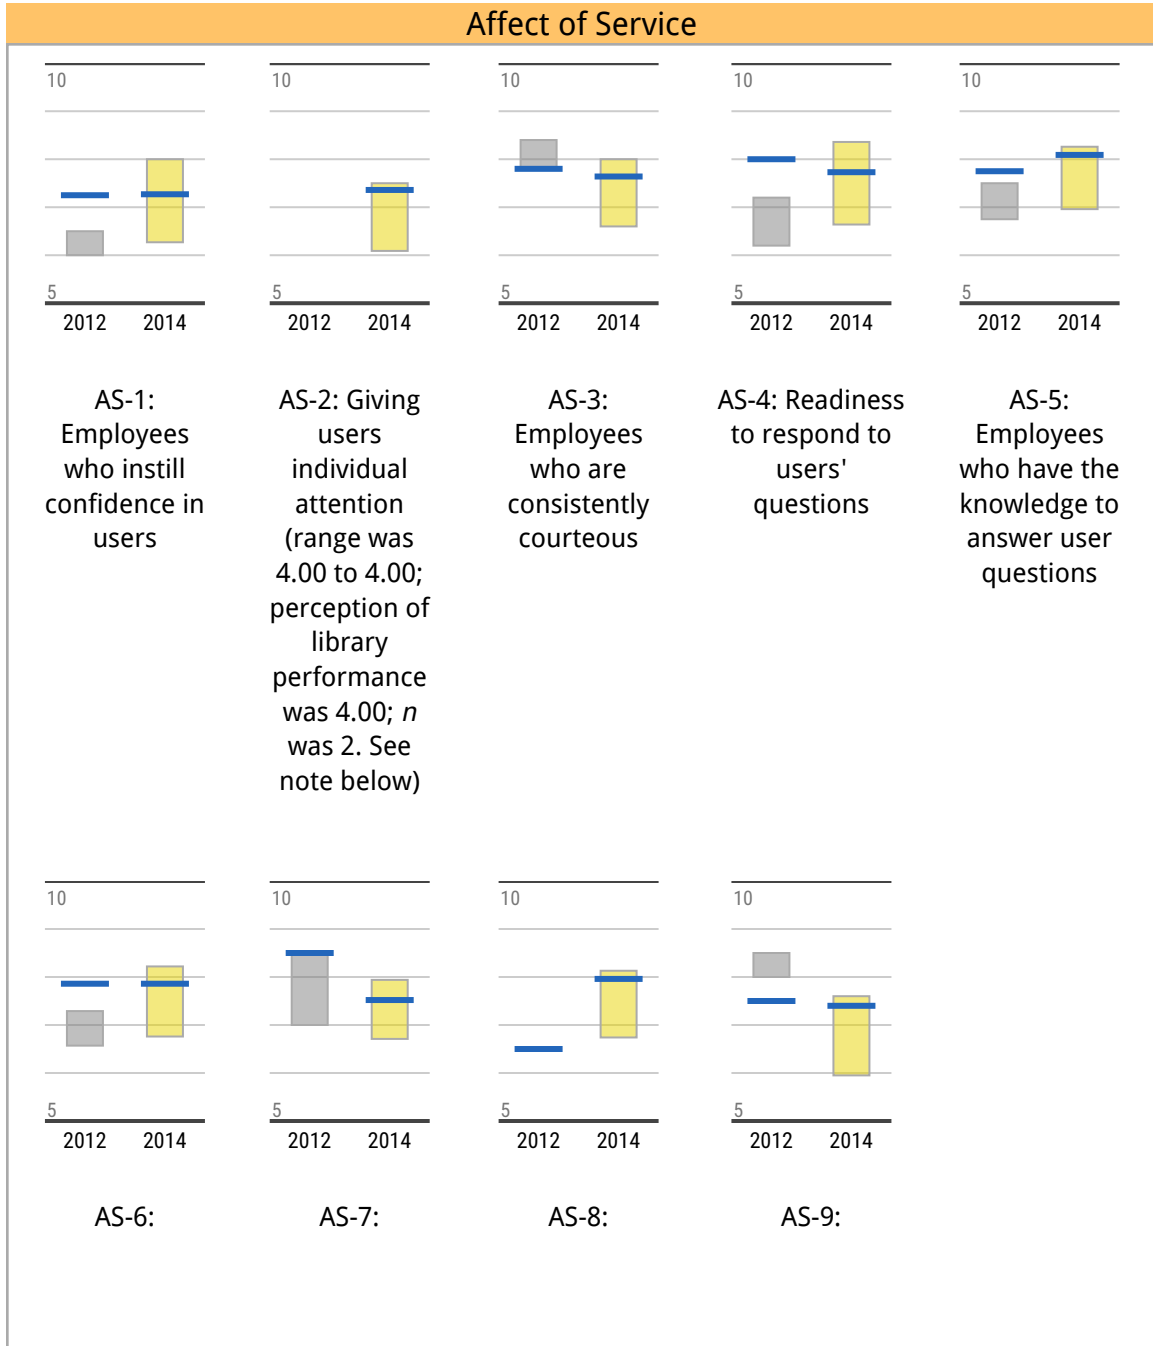 Affect of Service
10 10 10 10 10
5 5 5 5 5
2012 2014 2012 2014 2012 2014 2012 2014 2012 2014
AS-1:
Employees
who instill
confidence in
users
AS-2: Giving
users
individual
attention
(range was
4.00 to 4.00;
perception of
library
performance
was 4.00; n
was 2. See
note below)
AS-3:
Employees
who are
consistently
courteous
AS-4: Readiness
to respond to
users'
questions
AS-5:
Employees
who have the
knowledge to
answer user
questions
10 10 10 10
5 5 5 5
2012 2014 2012 2014 2012 2014 2012 2014
AS-6:
AS-7:
AS-8:
AS-9: